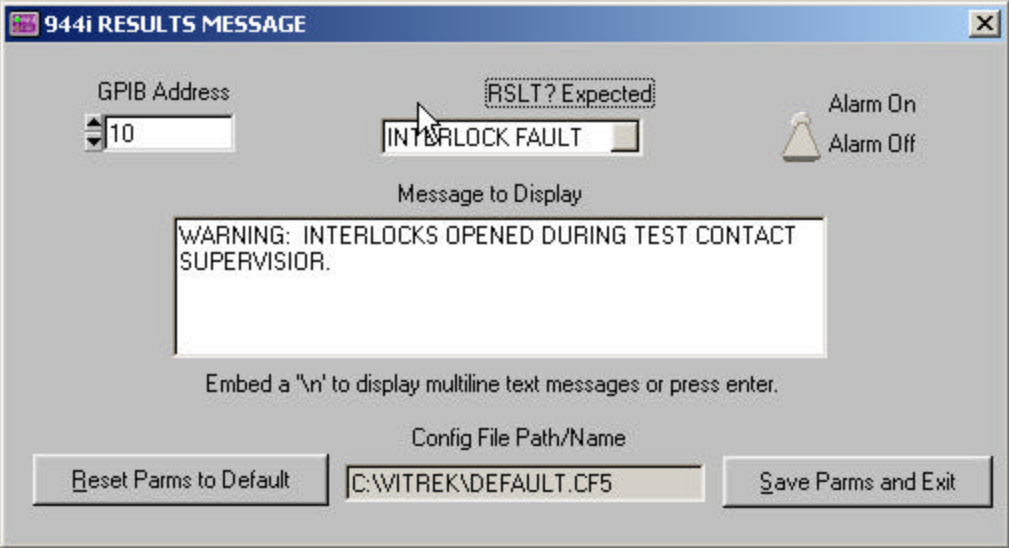 944i RESULTS MESSAGE
GPIB Address
RSLT? Expected
Alarm On
10
INTERLOCK FAULT
Alarm Off
Message to Display
WARNING:  INTERLOCKS OPENED DURING TEST CONTACT
SUPERVISIOR.
Embed a '\n' to display multiline text messages or press enter.
Config File Path/Name
Reset Parms to Default
C:\VITREK\DEFAULT.CF5
Save Parms and Exit